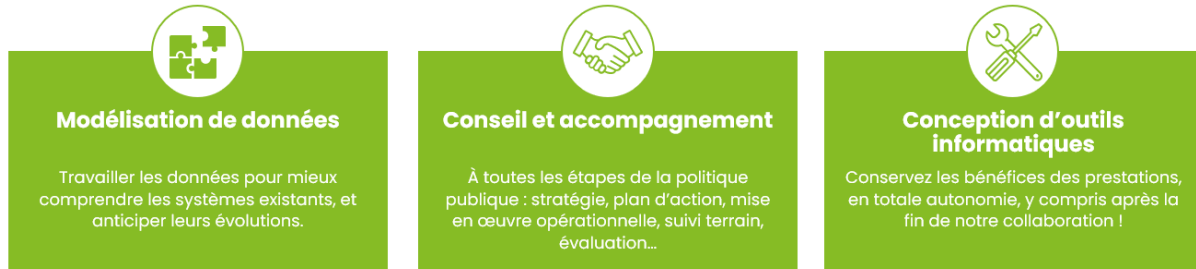 Modélisation de données
Travailler les données pour mieux
comprendre les systèmes existants, et
anticiper leurs évolutions.
Conseil et accompagnement
À toutes les étapes de la politique
publique : stratégie, plan d’action, mise
en œuvre opérationnelle, suivi terrain,
évaluation…
Conception d’outils
informatiques
Conservez les bénéfices des prestations,
en totale autonomie, y compris après la
fin de notre collaboration !